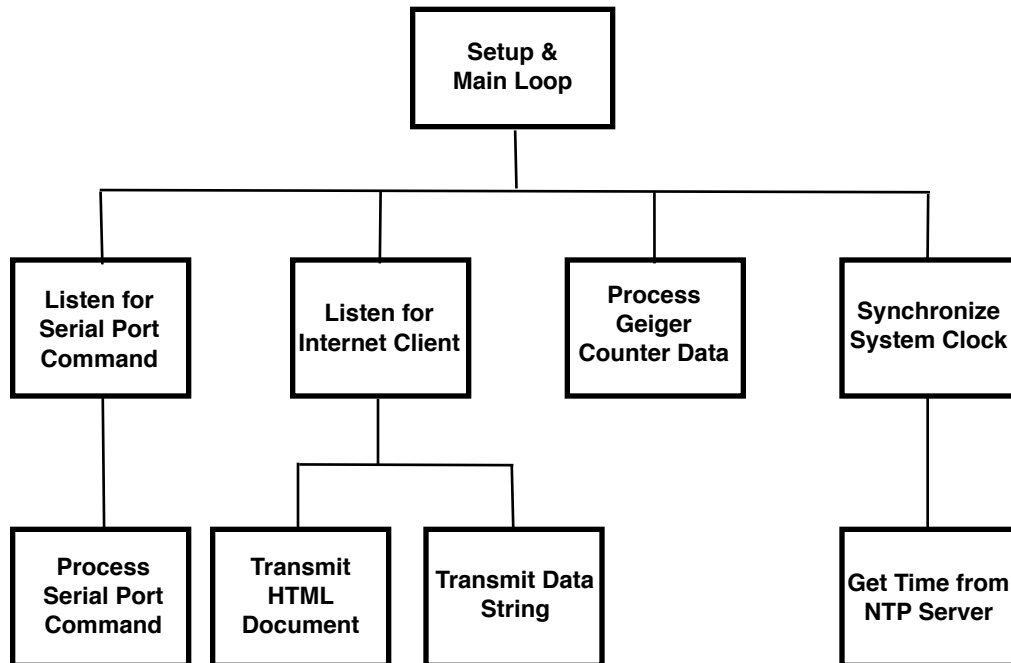 Setup &
Main Loop
Listen for
Serial Port
Command
Listen for
Internet Client
Process
Geiger
Counter Data
Synchronize
System Clock
Process
Serial Port
Command
Transmit
HTML
Document
Transmit Data
String
Get Time from
NTP Server